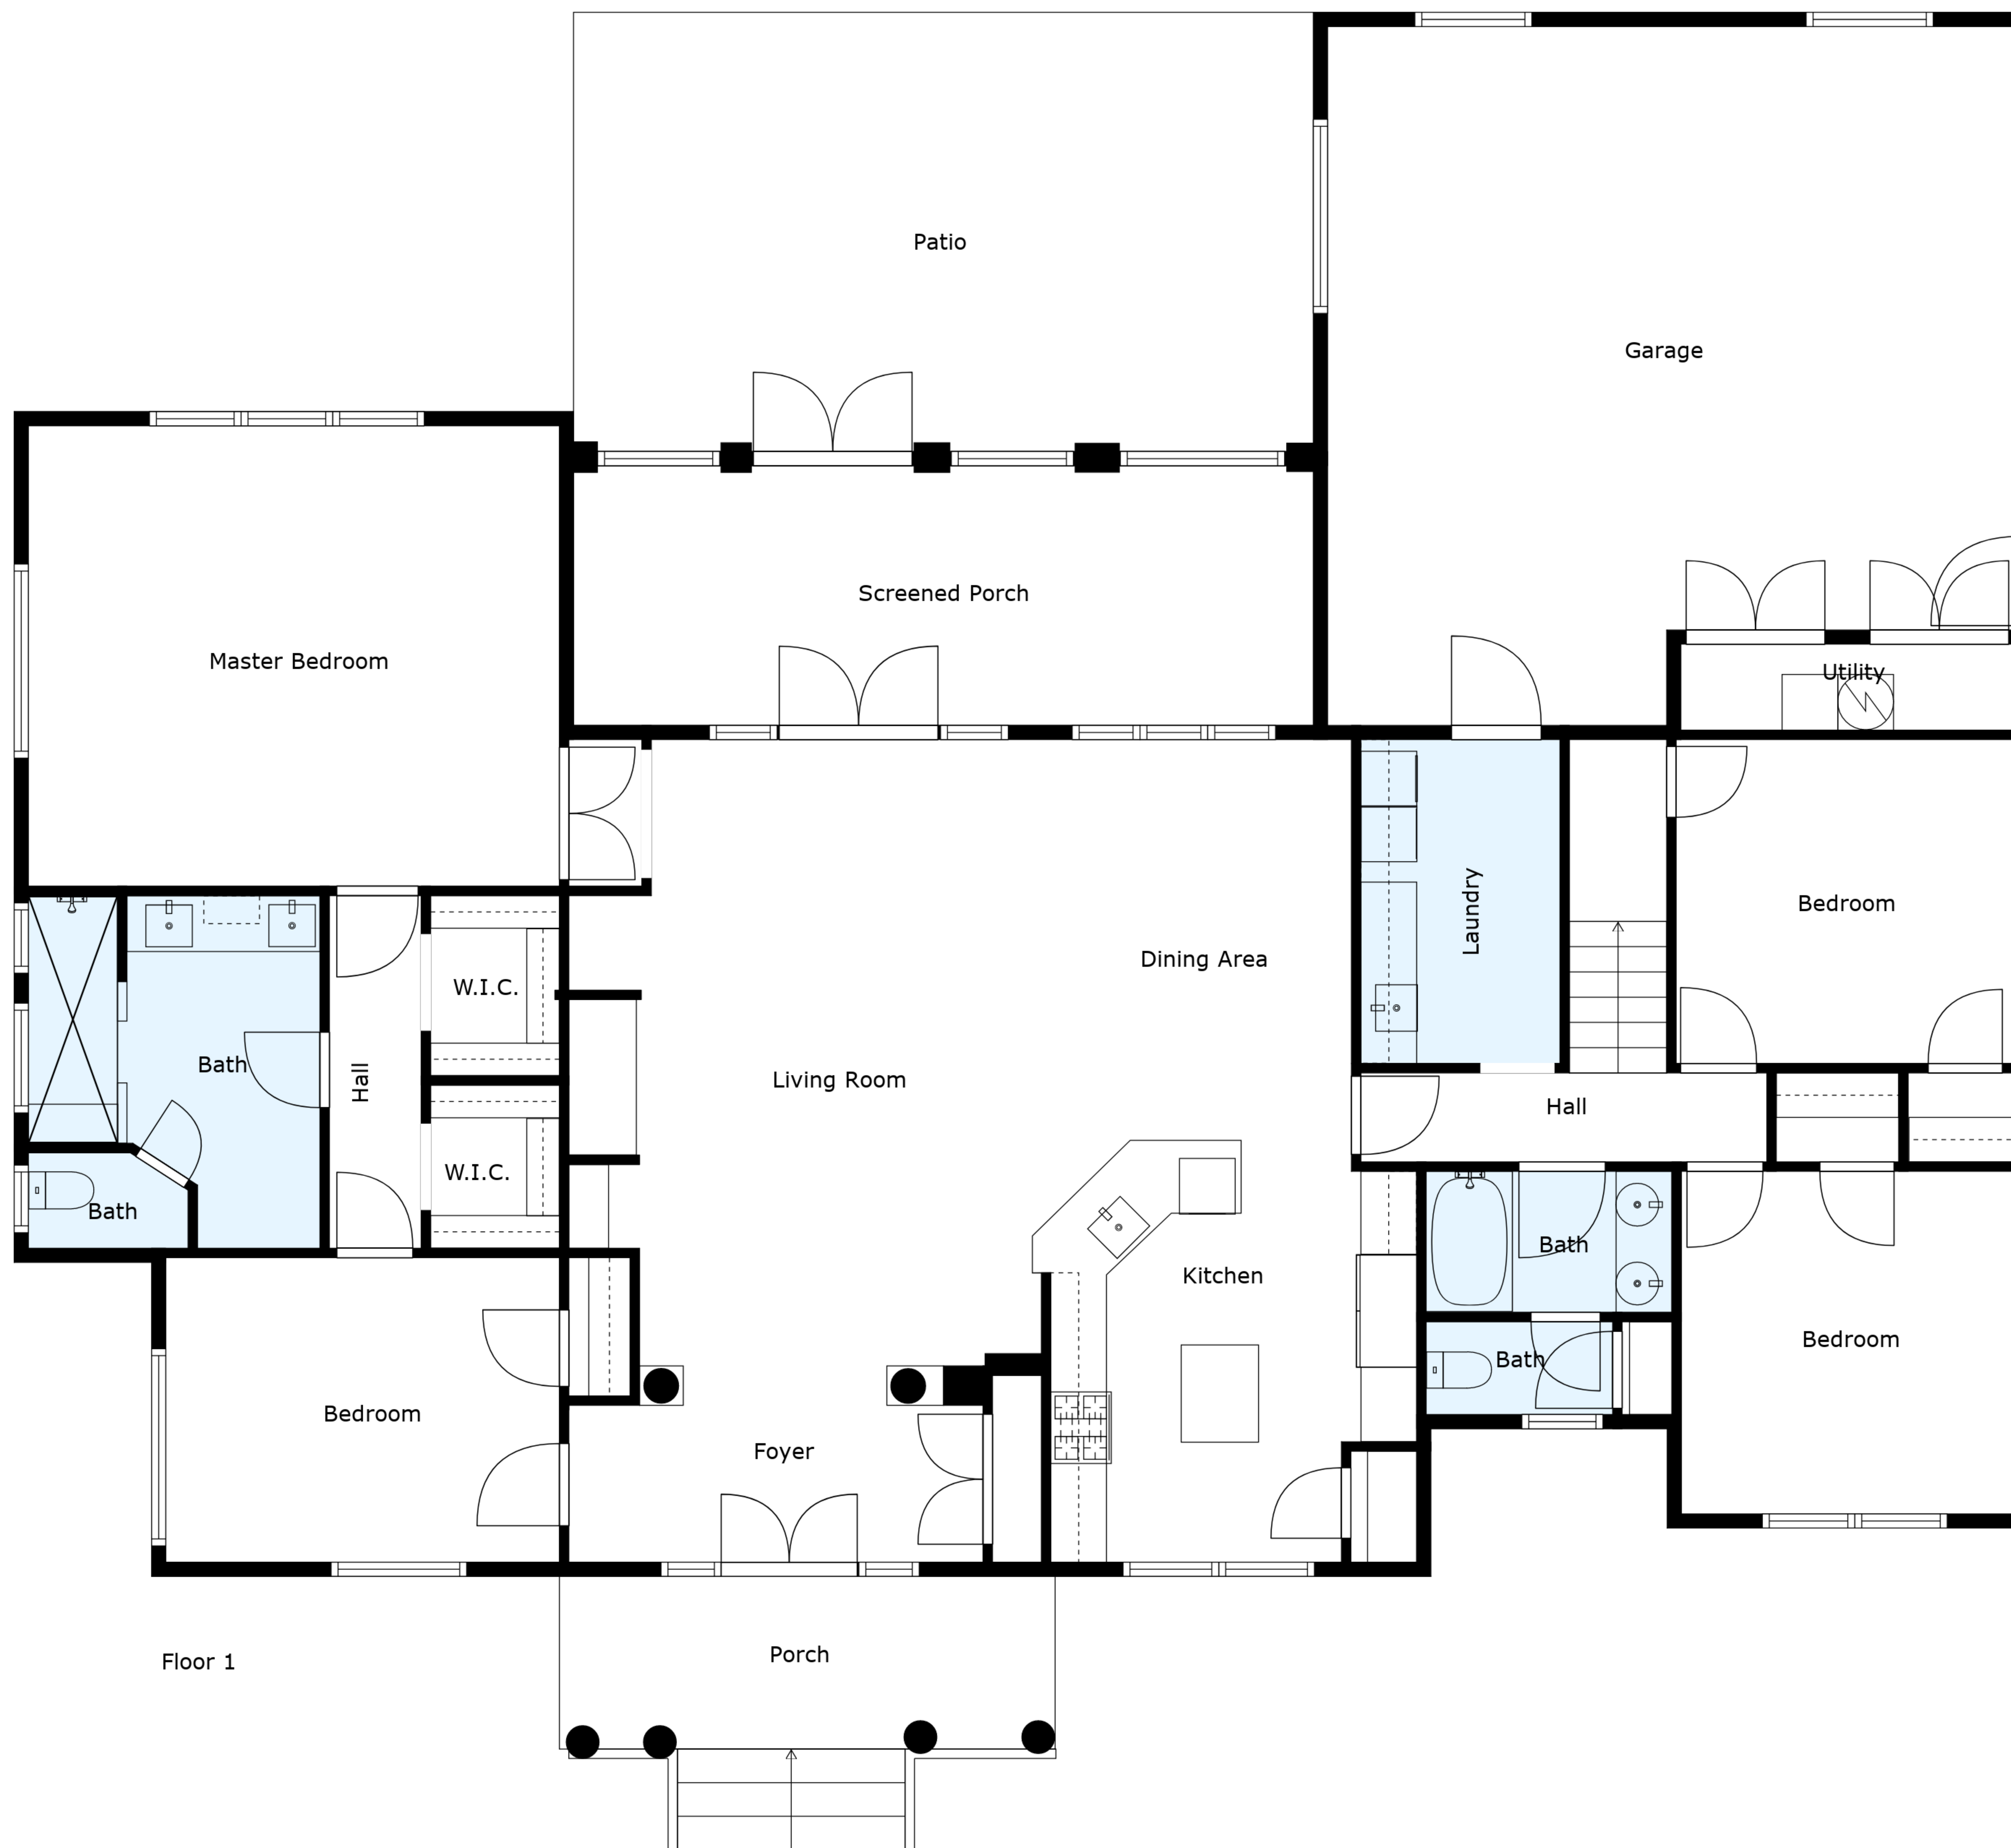 Patio
Garage
Screened Porch
Master Bedroom
Utility
Laundry
Bedroom
Dining Area
W.I.C.
Bath
Hall
Living Room
Hall
W.I.C.
Bath
Bath
Kitchen
Bedroom
Bath
Bedroom
Foyer
Porch
Floor 1